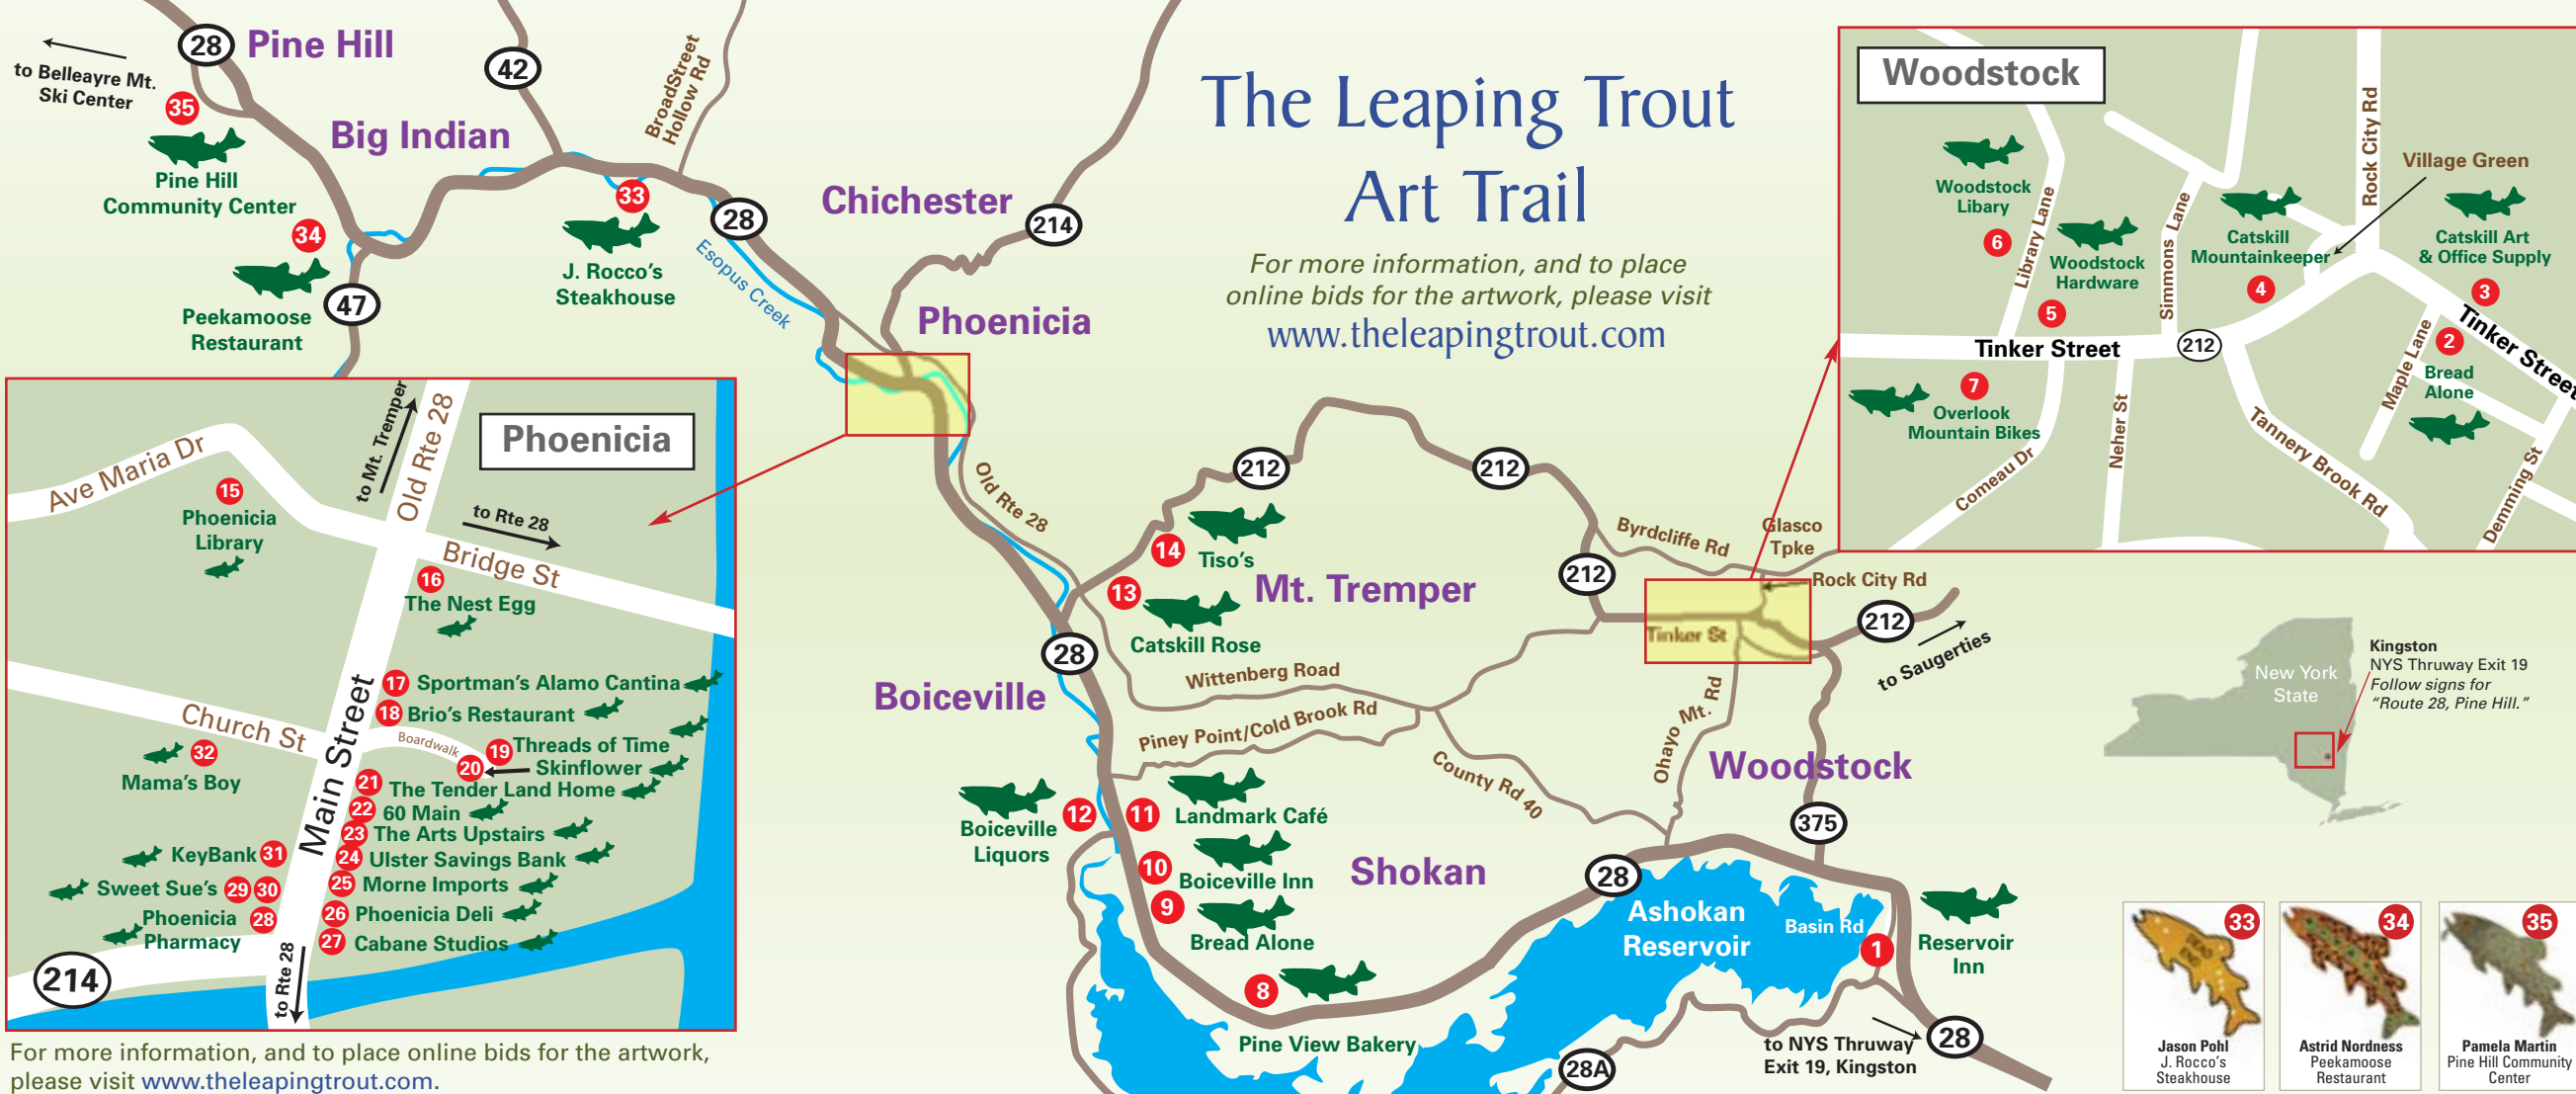 The Leaping Trout
Art Trail
For more information, and to place
online bids for the artwork, please visit
www.theleapingtrout.com
28
Pine Hill
to Belleayre Mt.
Ski Center
35
Pine Hill
Community Center
Big Indian
34
Peekamoose
Restaurant
47
42
BroadStreet
Hollow Rd
33
J. Rocco's
Steakhouse
28
Esopus Creek
Chichester
214
Phoenicia
Old Rte 28
212
212
14
Tiso's
13
Catskill Rose
Mt. Tremper
212
Byrdcliffe Rd
Glasco
Tpke
Rock City Rd
Tinker St
212
to Saugerties
28
Boiceville
Wittenberg Road
Piney Point/Cold Brook Rd
County Rd 40
Ohayo Mt. Rd
Woodstock
375
12
Boiceville
Liquors
11
Landmark Café
10
Boiceville Inn
9
Bread Alone
Shokan
8
Pine View Bakery
28
Ashokan
Reservoir
Basin Rd
1
Reservoir
Inn
28A
to NYS Thruway
Exit 19, Kingston
28
Woodstock
Woodstock
Libary
6
Library Lane
Woodstock
Hardware
5
Simmons Lane
Catskill
Mountainkeeper
4
Rock City Rd
Village Green
Catskill Art
& Office Supply
3
Tinker Street
Tinker Street
212
2
Bread
Alone
Maple Lane
7
Overlook
Mountain Bikes
Comeau Dr
Neher St
Tannery Brook Rd
Demming St
Phoenicia
Ave Maria Dr
to Mt. Tremper
Old Rte 28
15
Phoenicia
Library
to Rte 28
Bridge St
16
The Nest Egg
17 Sportman's Alamo Cantina
18 Brio's Restaurant
Church St
Main Street
Boardwalk
19 Threads of Time
20 Skinflower
32
Mama's Boy
21 The Tender Land Home
22 60 Main
23 The Arts Upstairs
KeyBank 31
24 Ulster Savings Bank
Sweet Sue's 29 30
25 Morne Imports
Phoenicia
Pharmacy
28
26 Phoenicia Deli
27 Cabane Studios
214
to Rte 28
For more information, and to place online bids for the artwork,
please visit www.theleapingtrout.com.
New York
State
Kingston
NYS Thruway Exit 19
Follow signs for
"Route 28, Pine Hill."
33
Jason Pohl
J. Rocco's
Steakhouse
34
Astrid Nordness
Peekamoose
Restaurant
35
Pamela Martin
Pine Hill Community
Center